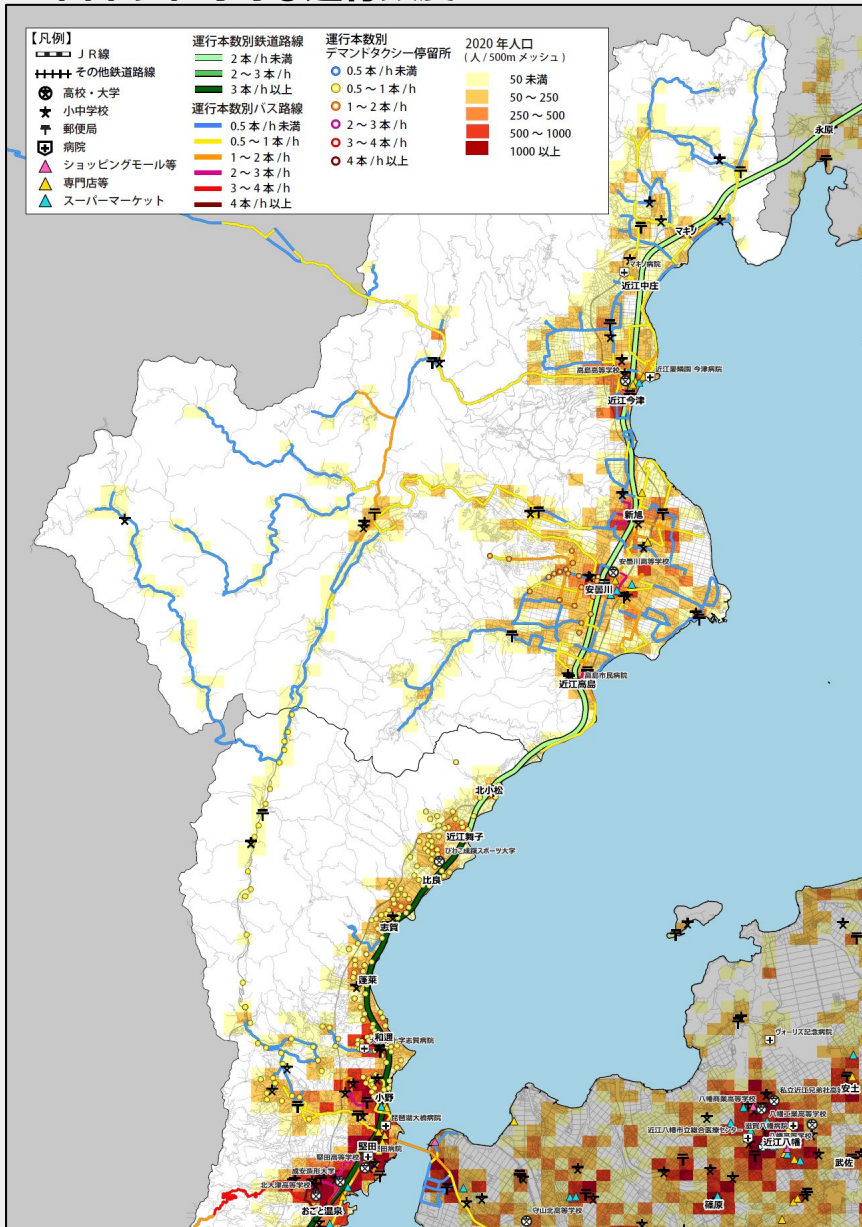 【凡例】
ＪＲ線
その他鉄道路線
高校・大学
小中学校
郵便局
病院
ショッピングモール等
専門店等
スーパーマーケット
運行本数別鉄道路線
2本/h未満
2～3本/h
3本/h以上
運行本数別バス路線
0.5本/h未満
0.5～1本/h
1～2本/h
2～3本/h
3～4本/h
4本/h以上
運行本数別
デマンドタクシー停留所
0.5本/h未満
0.5～1本/h
1～2本/h
2～3本/h
3～4本/h
4本/h以上
2020年人口
(人/500mメッシュ)
50未満
50～250
250～500
500～1000
1000以上
永原
マキノ
マキノ病院
近江中庄
高島高等学校
近江愛隣園 今津病院
近江今津
新旭
安曇川高等学校
安曇川
高島市民病院
近江高島
北小松
近江舞子
びわこ成蹊スポーツ大学
比良
志賀
蓬莱
和邇
十字志賀病院
小野
琵琶湖大橋病院
堅田
堅田高等学校
成安造形大学
北大津高等学校
おごと温泉
ヴォーリズ記念病院
安土
私立近江兄弟社高
八幡商業高等学校
八幡工業高等学校
滋賀八幡病院
近江八幡市立総合医療センター
近江八幡
武佐
篠原
守山北高等学校